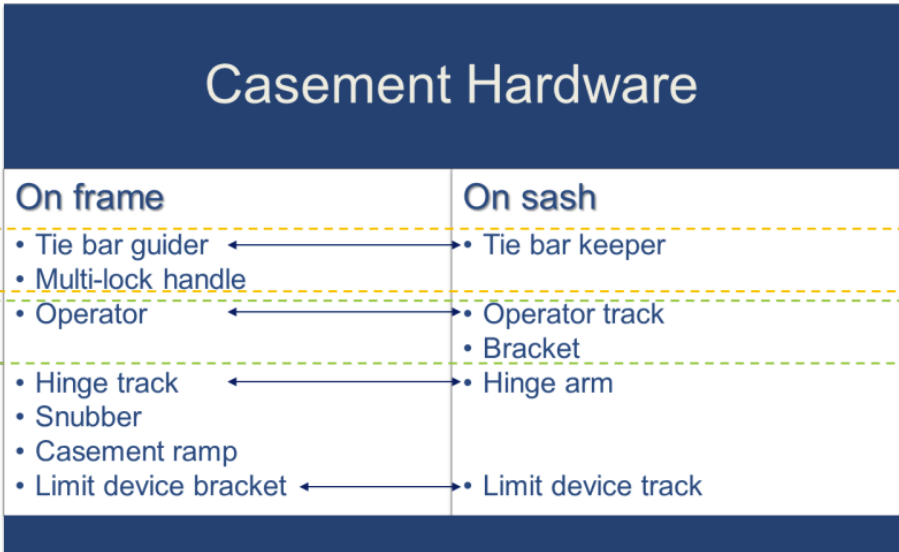 Casement Hardware
On frame
• Tie bar guider
• Multi-lock handle
• Operator
• Hinge track
• Snubber
• Casement ramp
• Limit device bracket
On sash
• Tie bar keeper
• Operator track
• Bracket
• Hinge arm
• Limit device track